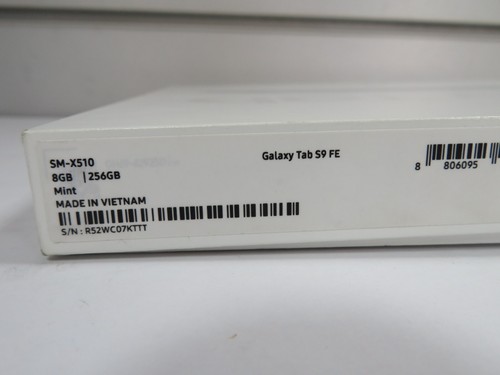 SM-X510
8GB | 256GB
Mint
MADE IN VIETNAM
S/N : R52WC07KTTT
Galaxy Tab S9 FE
8 806095